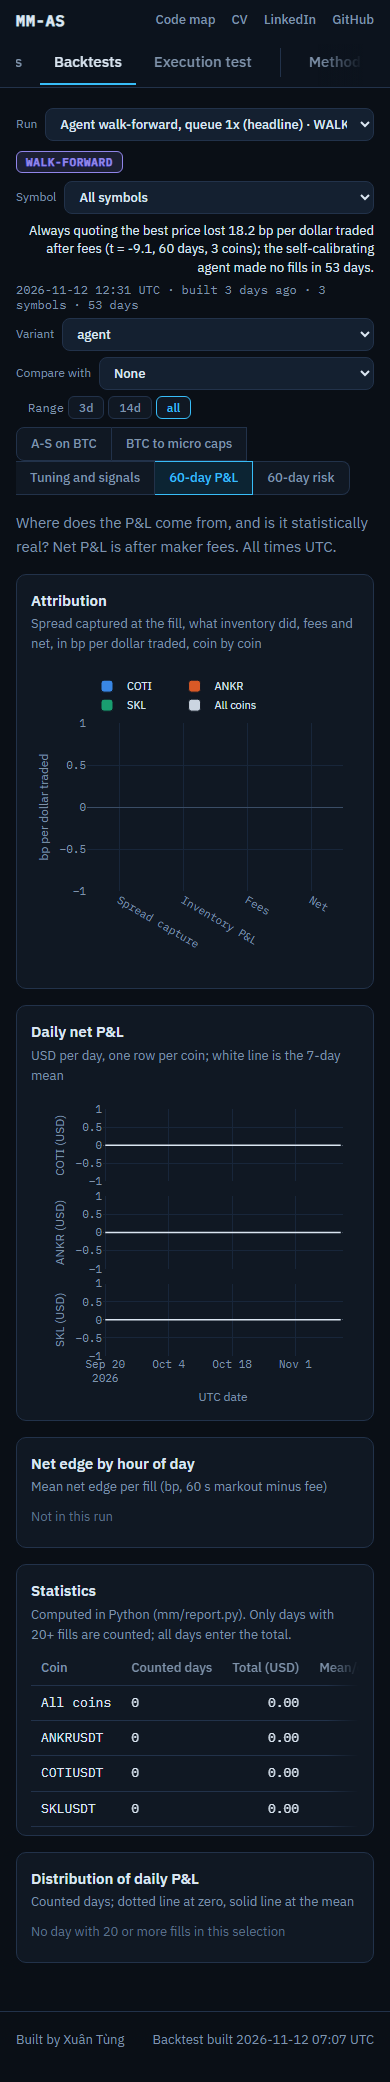 MM-AS Code map CV LinkedIn GitHub
s Backtests Execution test Method
Run Agent walk-forward, queue 1x (headline) · WALK
WALK-FORWARD
Symbol All symbols
Always quoting the best price lost 18.2 bp per dollar traded
after fees (t = -9.1, 60 days, 3 coins); the self-calibrating
agent made no fills in 53 days.
2026-11-12 12:31 UTC · built 3 days ago · 3
symbols · 53 days
Variant agent
Compare with None
Range 3d 14d all
A-S on BTC BTC to micro caps
Tuning and signals 60-day P&L 60-day risk
Where does the P&L come from, and is it statistically
real? Net P&L is after maker fees. All times UTC.
Attribution
Spread captured at the fill, what inventory did, fees and
net, in bp per dollar traded, coin by coin
COTI ANKR
SKL All coins
bp per dollar traded
1
0.5
0
−0.5
−1
Spread capture Inventory P&L Fees Net
Daily net P&L
USD per day, one row per coin; white line is the 7-day
mean
COTI (USD)
1
0.5
0
−0.5
−1
ANKR (USD)
1
0.5
0
−0.5
−1
SKL (USD)
1
0.5
0
−0.5
−1
Sep 20 Oct 4 Oct 18 Nov 1
2026
UTC date
Net edge by hour of day
Mean net edge per fill (bp, 60 s markout minus fee)
Not in this run
Statistics
Computed in Python (mm/report.py). Only days with
20+ fills are counted; all days enter the total.
Coin Counted days Total (USD) Mean/
All coins 0 0.00
ANKRUSDT 0 0.00
COTIUSDT 0 0.00
SKLUSDT 0 0.00
Distribution of daily P&L
Counted days; dotted line at zero, solid line at the mean
No day with 20 or more fills in this selection
Built by Xuân Tùng Backtest built 2026-11-12 07:07 UTC